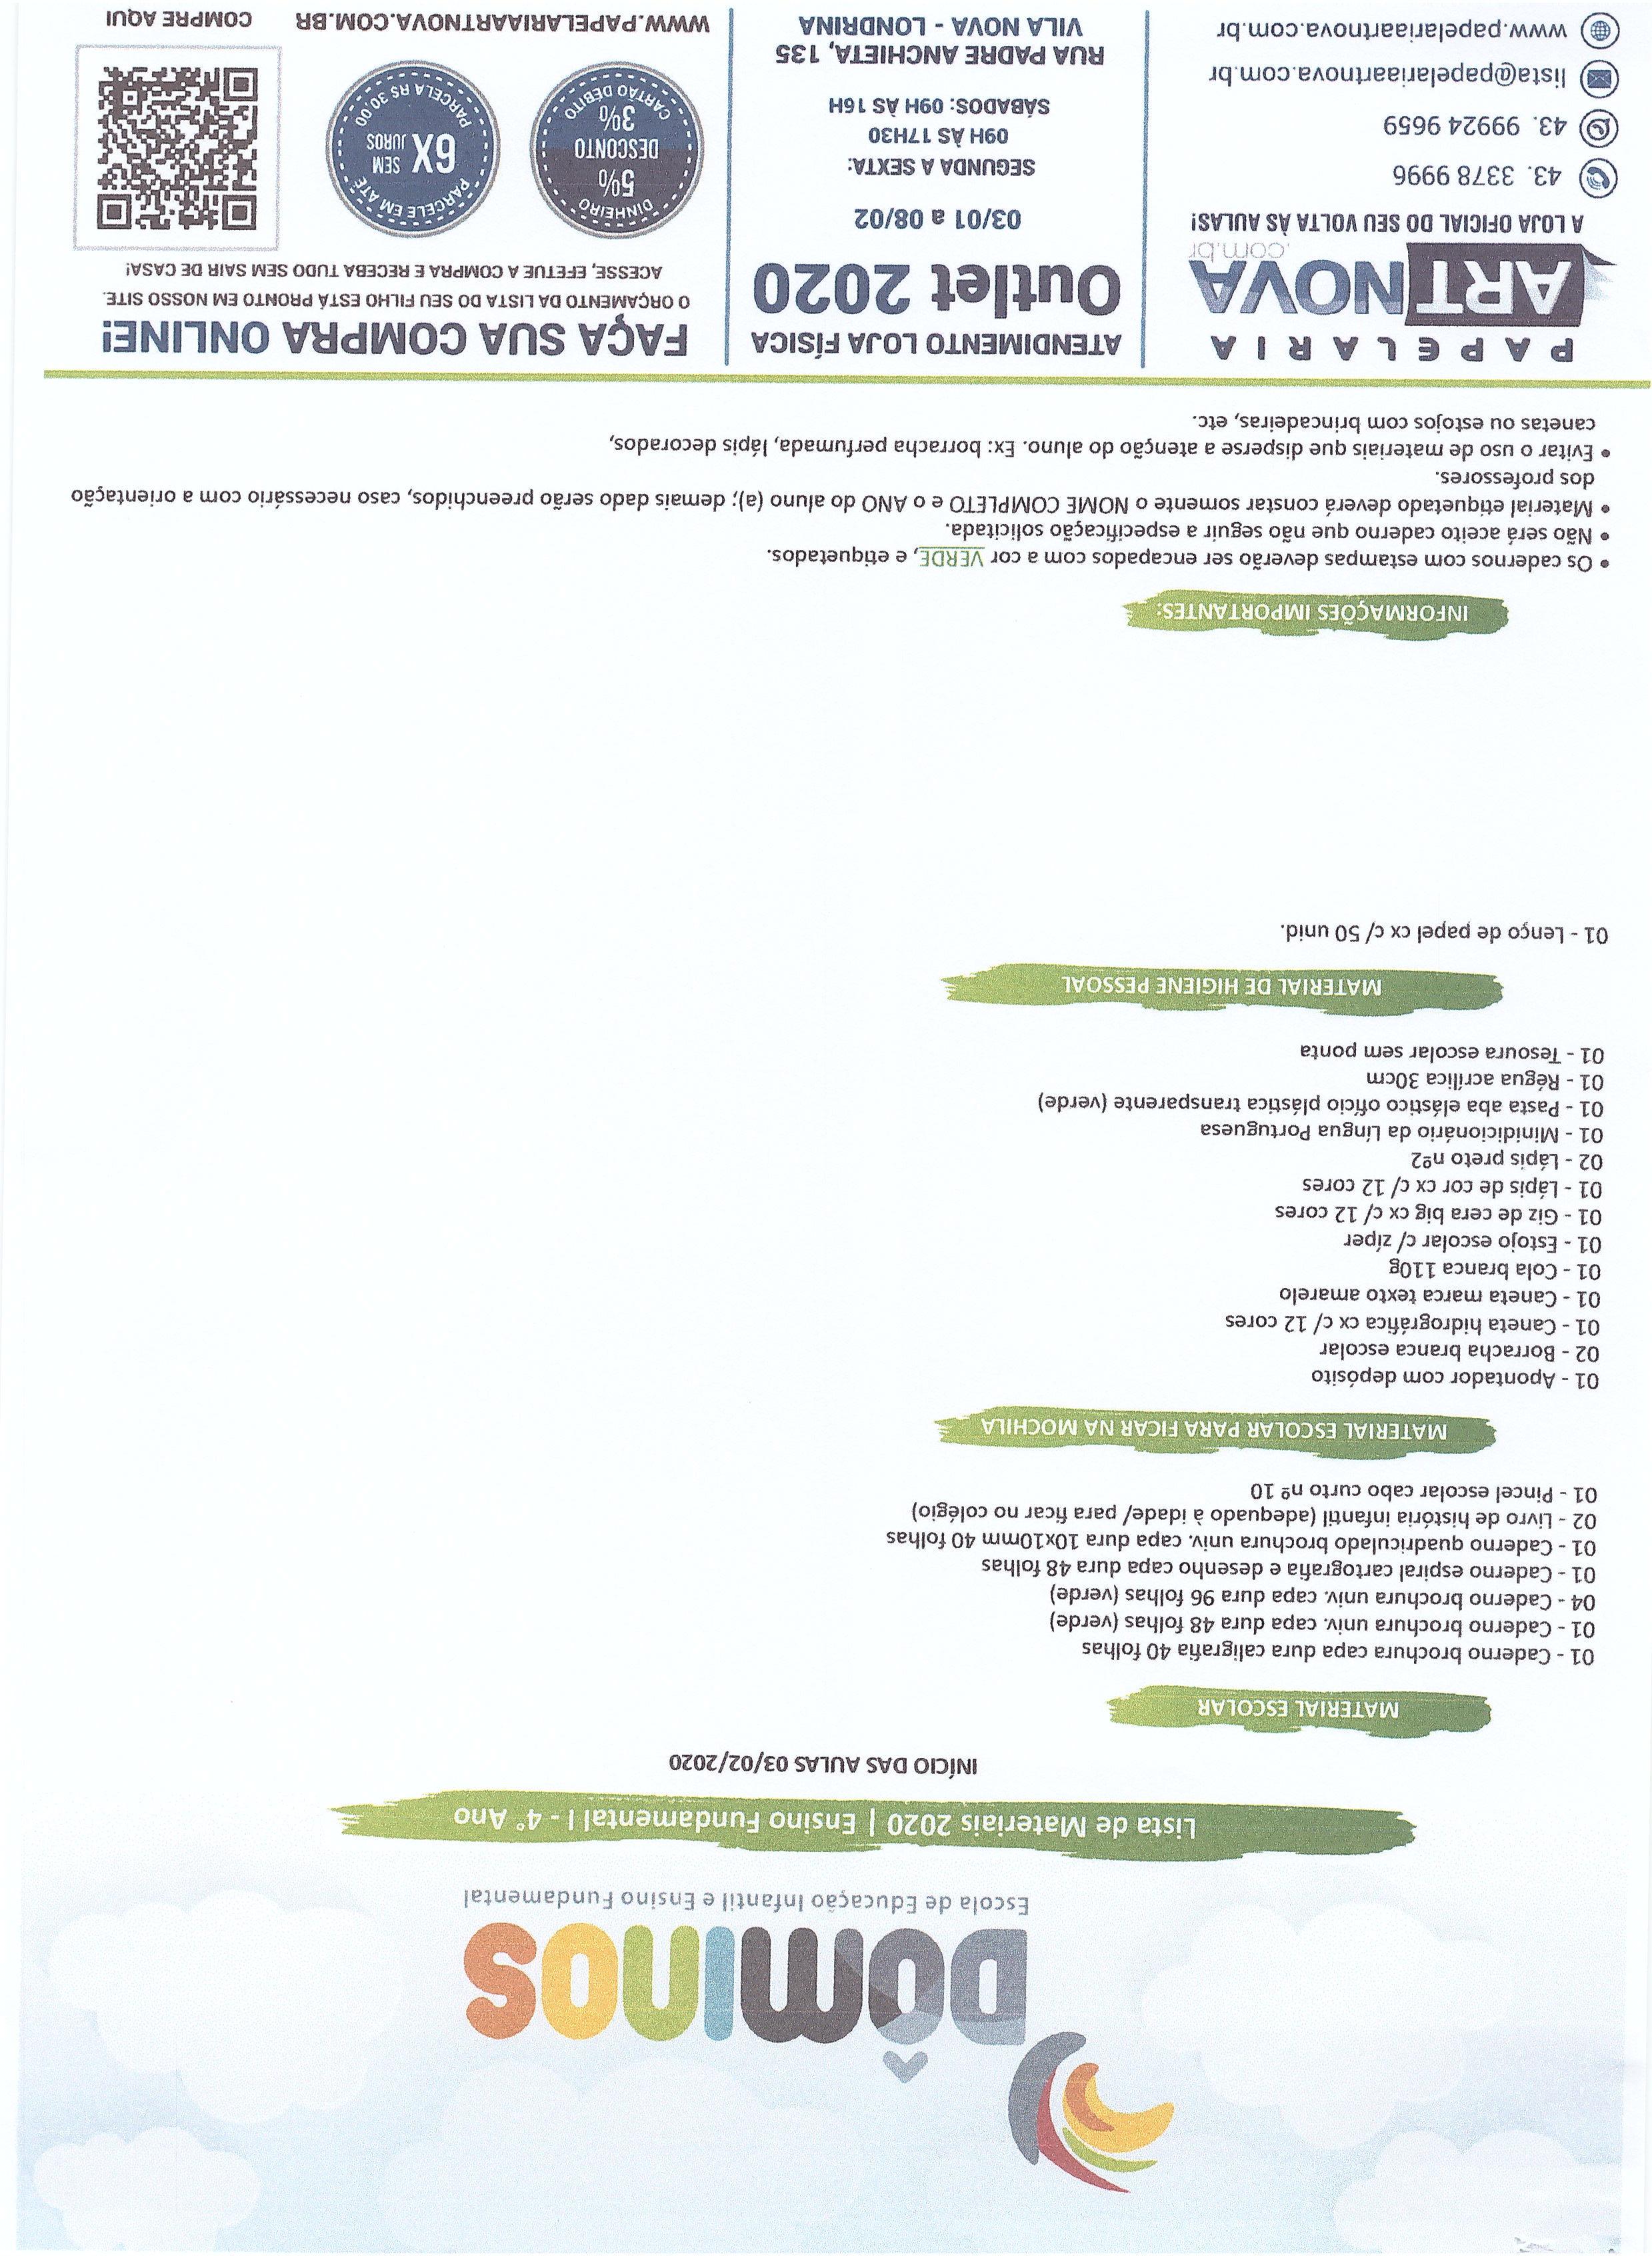 DÔMINOS
Escola de Educação Infantil e Ensino Fundamental
Lista de Materiais 2020 | Ensino Fundamental I - 4° Ano
INÍCIO DAS AULAS 03/02/2020
MATERIAL ESCOLAR
01 - Caderno brochura capa dura caligrafia 40 folhas
01 - Caderno brochura univ. capa dura 48 folhas (verde)
04 - Caderno brochura univ. capa dura 96 folhas (verde)
01 - Caderno espiral cartografia e desenho capa dura 48 folhas
01 - Caderno quadriculado brochura univ. capa dura 10x10mm 40 folhas
02 - Livro de história infantil (adequado à idade/ para ficar no colégio)
01 - Pincel escolar cabo curto nº 10
MATERIAL ESCOLAR PARA FICAR NA MOCHILA
01 - Apontador com depósito
02 - Borracha branca escolar
01 - Caneta hidrográfica cx c/ 12 cores
01 - Caneta marca texto amarelo
01 - Cola branca 110g
01 - Estojo escolar c/ zíper
01 - Giz de cera big cx c/ 12 cores
01 - Lápis de cor cx c/ 12 cores
02 - Lápis preto nº2
01 - Minidicionário da Língua Portuguesa
01 - Pasta aba elástico ofício plástica transparente (verde)
01 - Régua acrílica 30cm
01 - Tesoura escolar sem ponta
MATERIAL DE HIGIENE PESSOAL
01 - Lenço de papel cx c/ 50 unid.
INFORMAÇÕES IMPORTANTES:
• Os cadernos com estampas deverão ser encapados com a cor VERDE, e etiquetados.
• Não será aceito caderno que não seguir a especificação solicitada.
• Material etiquetado deverá constar somente o NOME COMPLETO e o ANO do aluno (a); demais dado serão preenchidos, caso necessário com a orientação
dos professores.
• Evitar o uso de materiais que disperse a atenção do aluno. Ex: borracha perfumada, lápis decorados,
canetas ou estojos com brincadeiras, etc.
PAPELARIA
ARTNOVA
.com.br
A LOJA OFICIAL DO SEU VOLTA ÀS AULAS!
43. 3378 9996
43. 99924 9659
lista@papelariaartnova.com.br
www.papelariaartnova.com.br
ATENDIMENTO LOJA FÍSICA
Outlet 2020
03/01 a 08/02
SEGUNDA A SEXTA:
09H ÀS 17H30
SÁBADOS: 09H ÀS 16H
RUA PADRE ANCHIETA, 135
VILA NOVA - LONDRINA
FAÇA SUA COMPRA ONLINE!
O ORÇAMENTO DA LISTA DO SEU FILHO ESTÁ PRONTO EM NOSSO SITE.
ACESSE, EFETUE A COMPRA E RECEBA TUDO SEM SAIR DE CASA!
DINHEIRO
5%
DESCONTO
3%
CARTÃO DÉBITO
PARCELE EM ATÉ
6X SEM JUROS
PARCELA R$ 30,00
WWW.PAPELARIAARTNOVA.COM.BR
COMPRE AQUI